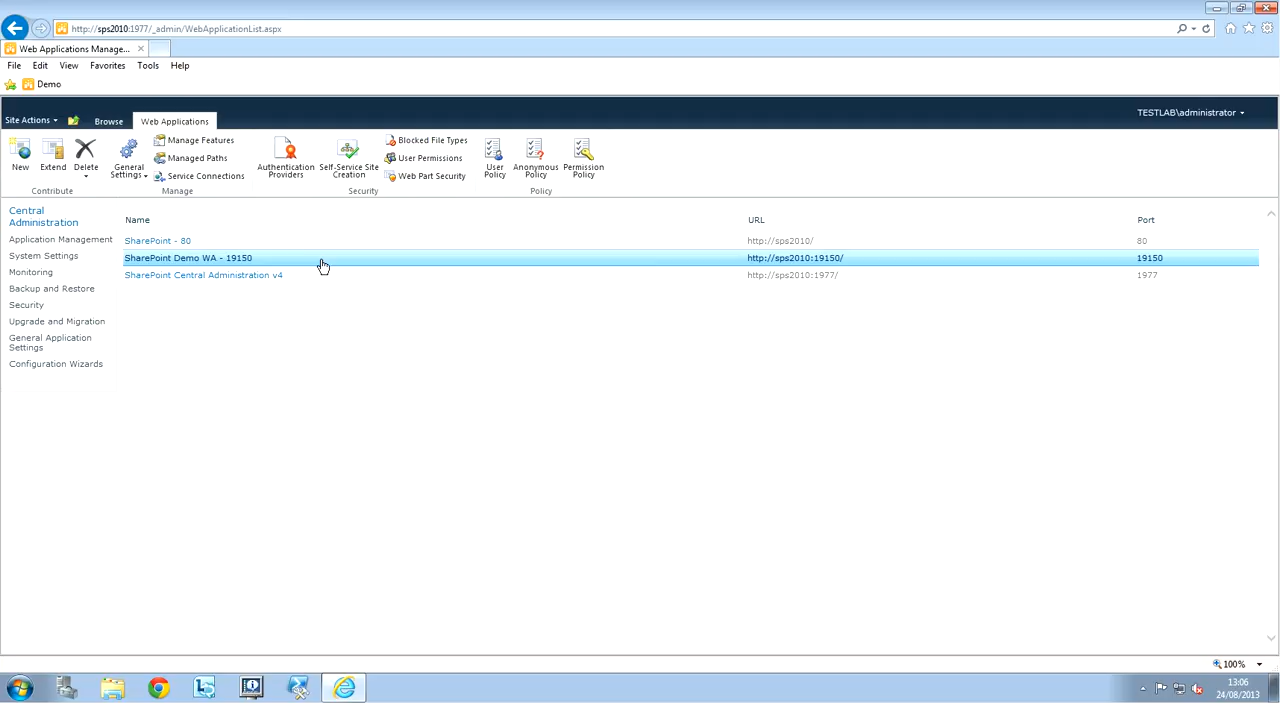 http://sps2010:1977/_admin/WebApplicationList.aspx
Web Applications Manage...
File Edit View Favorites Tools Help
Demo
Site Actions Browse Web Applications TESTLAB\administrator
New
Extend
Delete
General Settings
Manage Features
Managed Paths
Service Connections
Authentication Providers
Self-Service Site Creation
Blocked File Types
User Permissions
Web Part Security
User Policy
Anonymous Policy
Permission Policy
Contribute Manage Security Policy
Central Administration
Application Management
System Settings
Monitoring
Backup and Restore
Security
Upgrade and Migration
General Application Settings
Configuration Wizards
Name URL Port
SharePoint - 80 http://sps2010/ 80
SharePoint Demo WA - 19150 http://sps2010:19150/ 19150
SharePoint Central Administration v4 http://sps2010:1977/ 1977
100%
13:06
24/08/2013